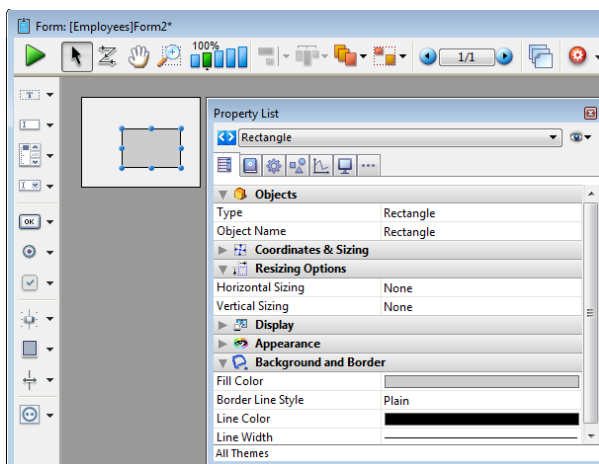 Form: [Employees]Form2*
100%
1/1
Property List
Rectangle
OK
Objects
Type Rectangle
Object Name Rectangle
Coordinates & Sizing
Resizing Options
Horizontal Sizing None
Vertical Sizing None
Display
Appearance
Background and Border
Fill Color
Border Line Style Plain
Line Color
Line Width
All Themes